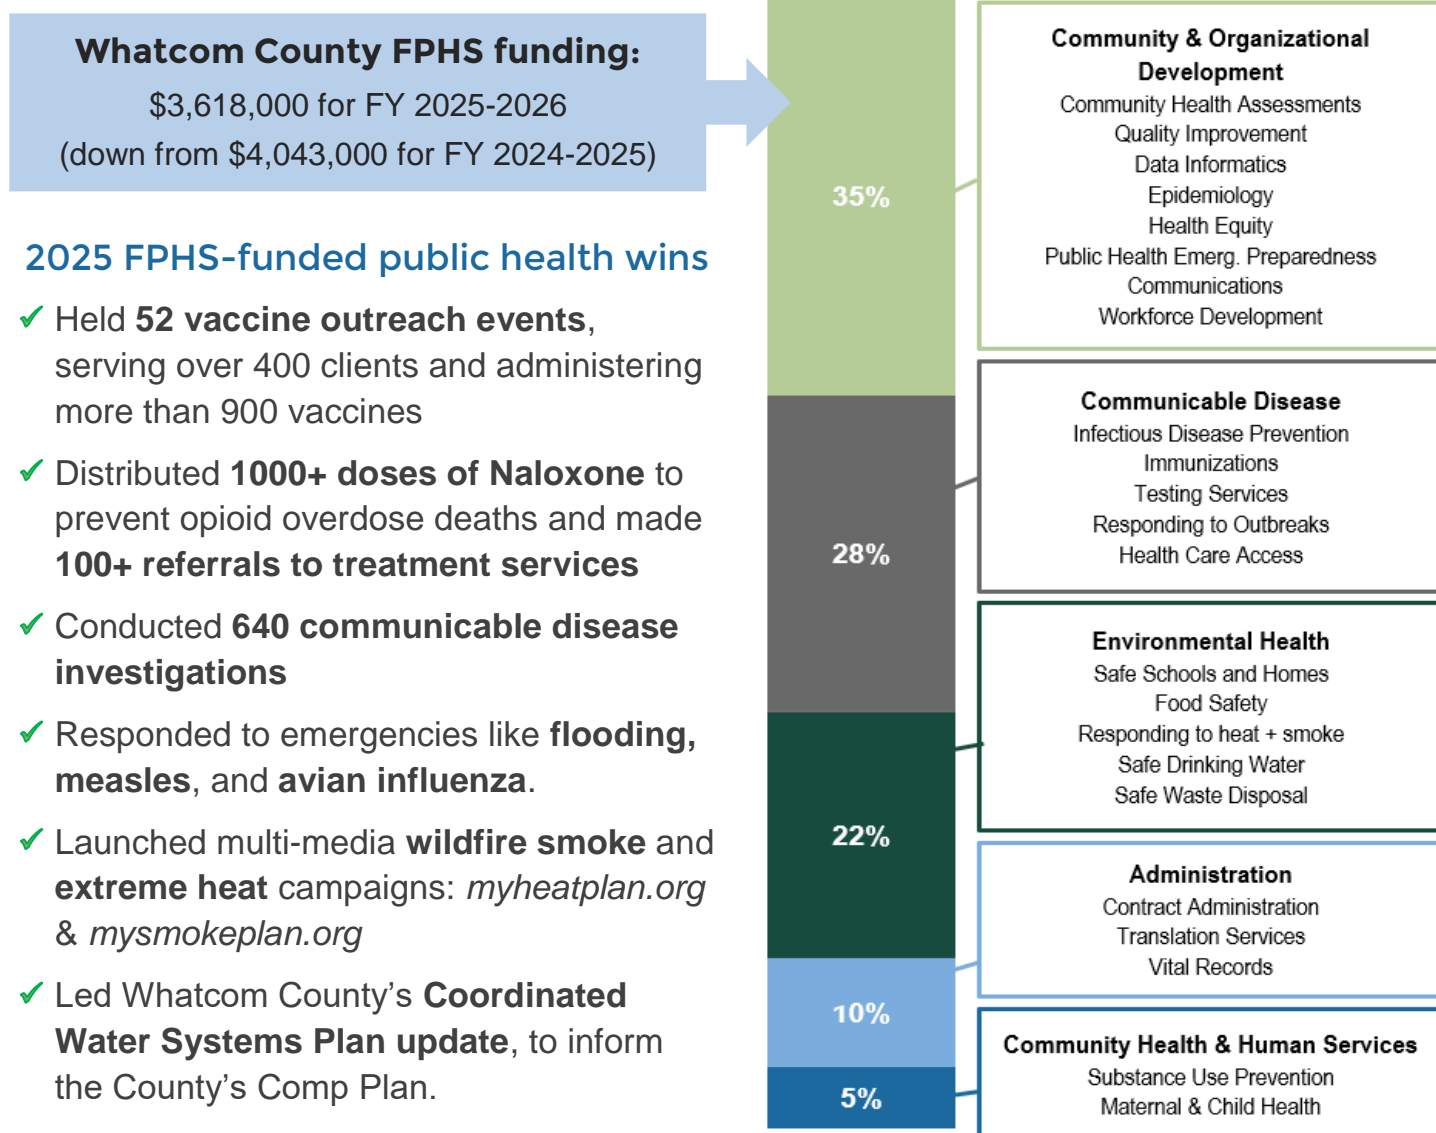 Whatcom County FPHS funding:
$3,618,000 for FY 2025-2026
(down from $4,043,000 for FY 2024-2025)
2025 FPHS-funded public health wins
Held 52 vaccine outreach events,
serving over 400 clients and administering
more than 900 vaccines
Distributed 1000+ doses of Naloxone to
prevent opioid overdose deaths and made
100+ referrals to treatment services
Conducted 640 communicable disease
investigations
Responded to emergencies like flooding,
measles, and avian influenza.
Launched multi-media wildfire smoke and
extreme heat campaigns: myheatplan.org
& mysmokeplan.org
Led Whatcom County’s Coordinated
Water Systems Plan update, to inform
the County’s Comp Plan.
35%
Community & Organizational
Development
Community Health Assessments
Quality Improvement
Data Informatics
Epidemiology
Health Equity
Public Health Emerg. Preparedness
Communications
Workforce Development
28%
Communicable Disease
Infectious Disease Prevention
Immunizations
Testing Services
Responding to Outbreaks
Health Care Access
22%
Environmental Health
Safe Schools and Homes
Food Safety
Responding to heat + smoke
Safe Drinking Water
Safe Waste Disposal
10%
Administration
Contract Administration
Translation Services
Vital Records
5%
Community Health & Human Services
Substance Use Prevention
Maternal & Child Health